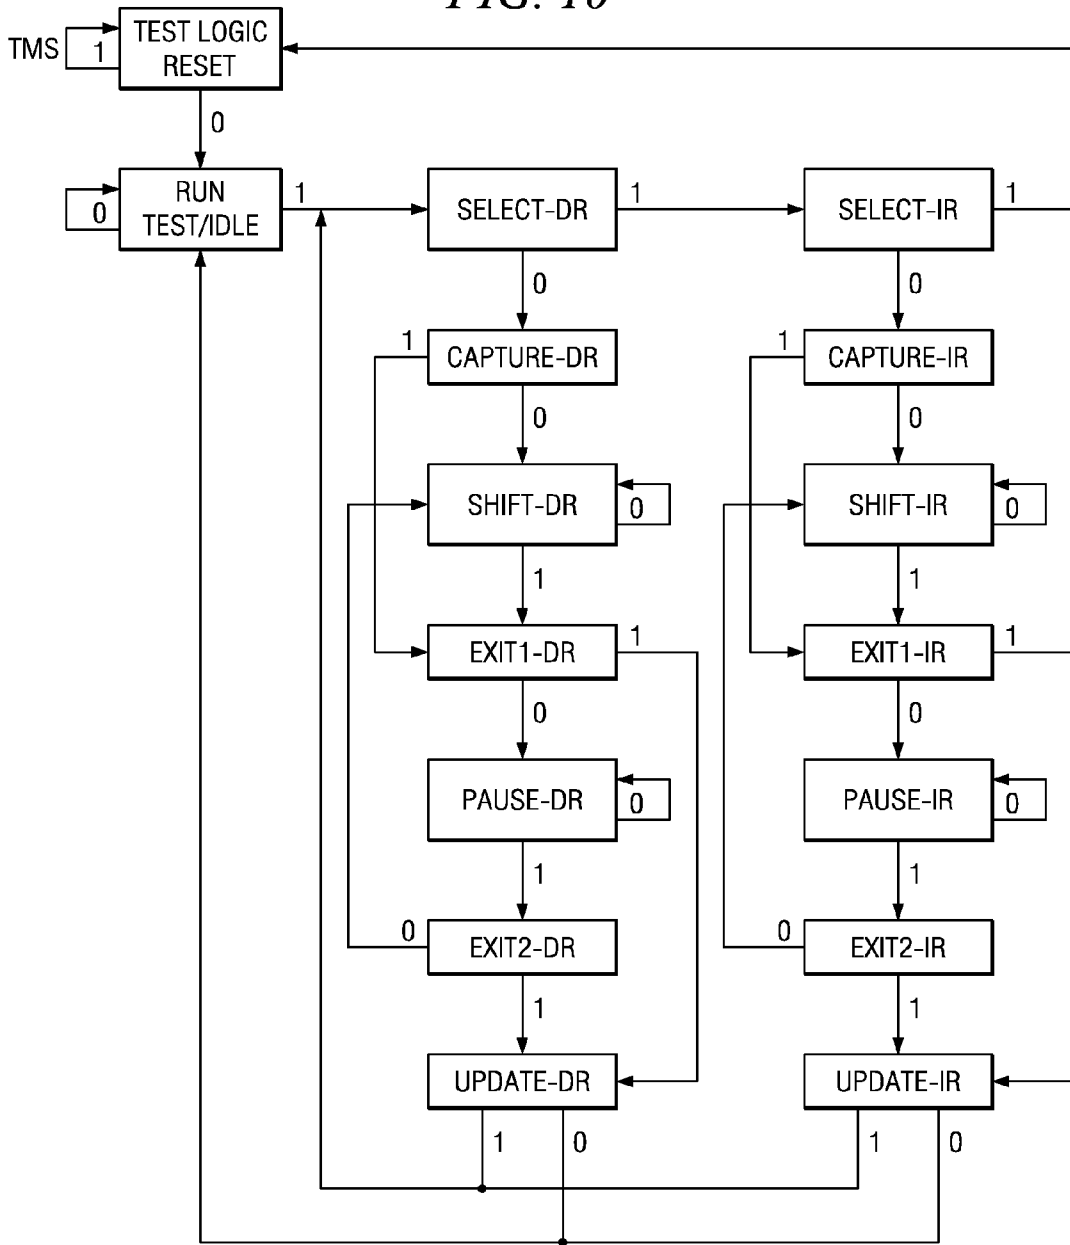 FIG. 10
TMS
1
TEST LOGIC
RESET
0
0
RUN
TEST/IDLE
1
SELECT-DR
1
SELECT-IR
1
0
0
1
CAPTURE-DR
1
CAPTURE-IR
0
0
SHIFT-DR
0
SHIFT-IR
0
1
1
EXIT1-DR
1
EXIT1-IR
1
0
0
PAUSE-DR
0
PAUSE-IR
0
1
1
0
EXIT2-DR
0
EXIT2-IR
1
1
UPDATE-DR
UPDATE-IR
1
0
1
0